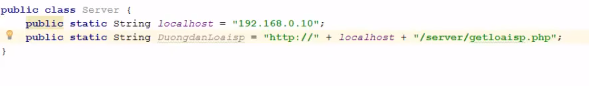 public class Server {
public static String localhost = "192.168.0.10";
public static String DuongdanLoaisp = "http://" + localhost + "/server/getloaisp.php";
}